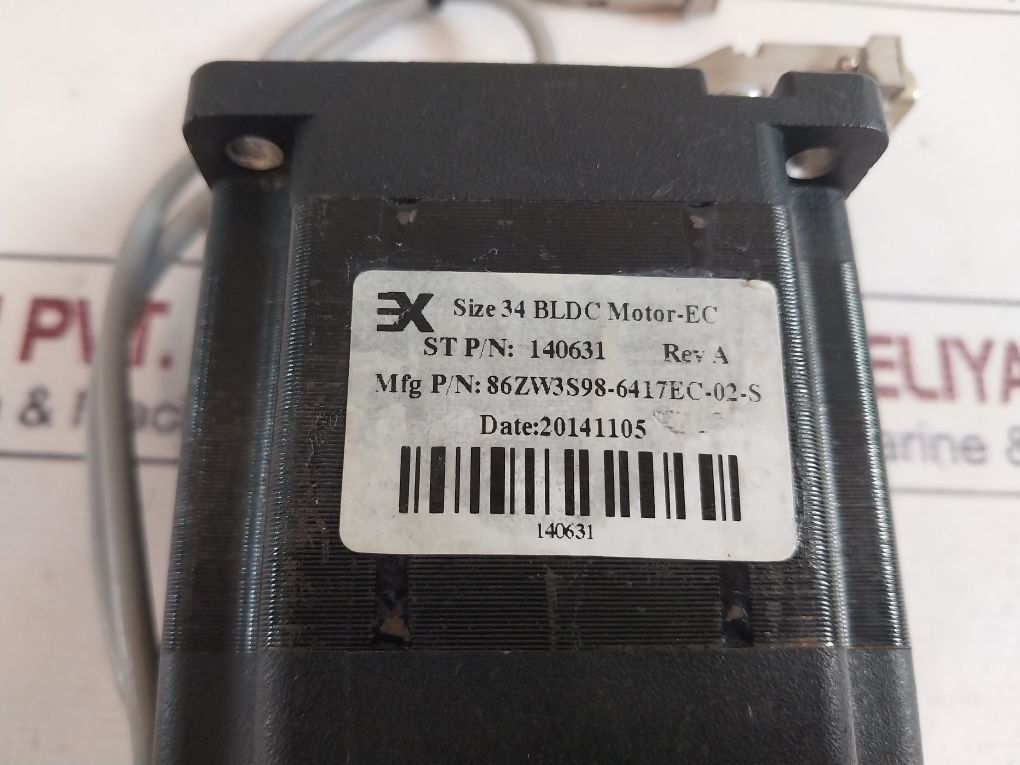 EX Size 34 BLDC Motor-EC
ST P/N: 140631 Rev A
Mfg P/N: 86ZW3S98-6417EC-02-S
Date:20141105
140631
PVT.
ELIYA
& 
arine &